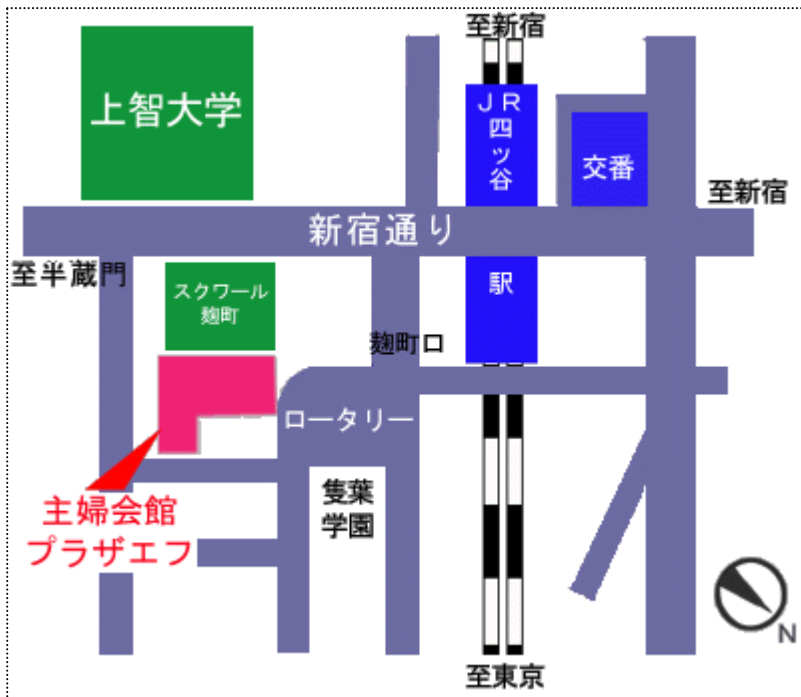 至新宿
上智大学
ＪＲ
四
ッ
谷
交番
至新宿
新宿通り
至半蔵門
スクワール
麹町
駅
麹町口
ロータリー
主婦会館
プラザエフ
隻葉
学園
至東京
N